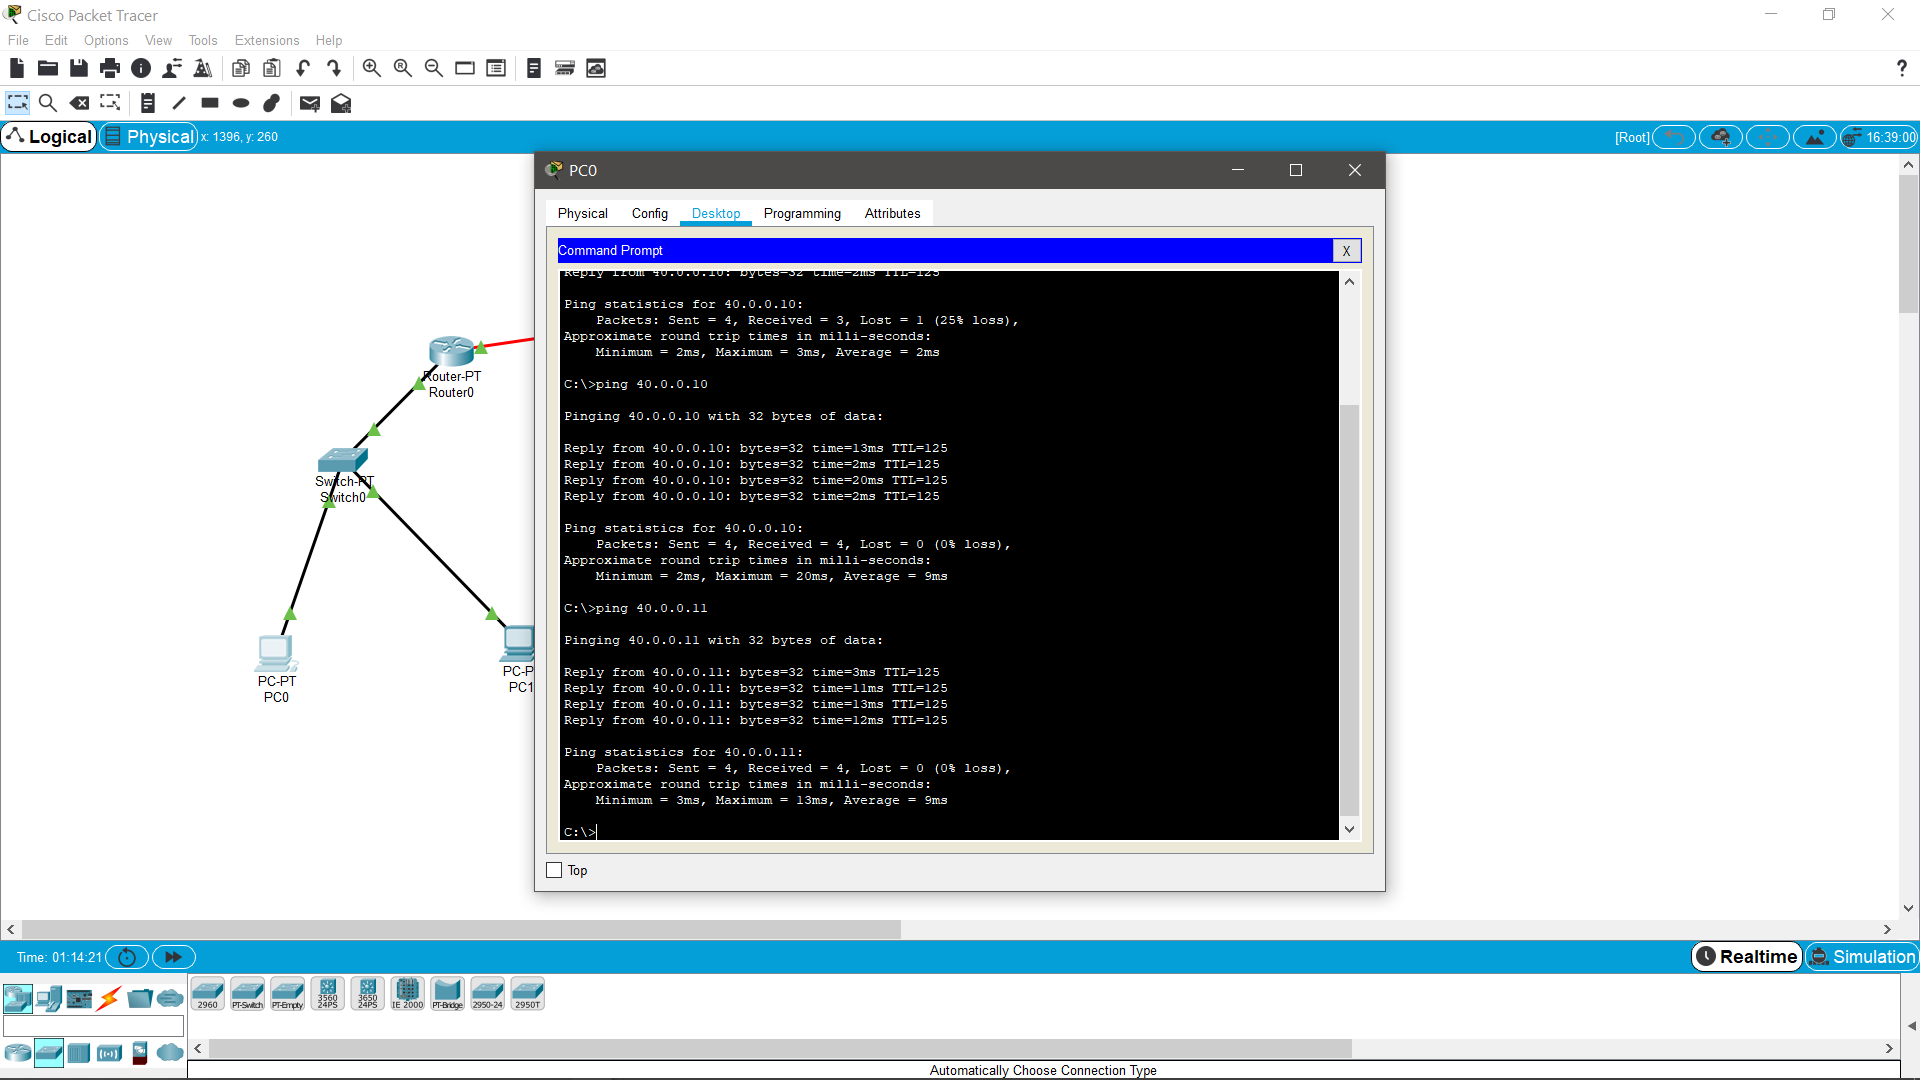 Cisco Packet Tracer
File Edit Options View Tools Extensions Help
?
Logical Physical x: 1396, y: 260 [Root] 16:39:00
PC0
Physical Config Desktop Programming Attributes
Command Prompt X
Reply from 40.0.0.10: bytes=32 time=2ms TTL=125
Ping statistics for 40.0.0.10:
Packets: Sent = 4, Received = 3, Lost = 1 (25% loss),
Approximate round trip times in milli-seconds:
Minimum = 2ms, Maximum = 3ms, Average = 2ms
C:\>ping 40.0.0.10
Pinging 40.0.0.10 with 32 bytes of data:
Reply from 40.0.0.10: bytes=32 time=13ms TTL=125
Reply from 40.0.0.10: bytes=32 time=2ms TTL=125
Reply from 40.0.0.10: bytes=32 time=20ms TTL=125
Reply from 40.0.0.10: bytes=32 time=2ms TTL=125
Ping statistics for 40.0.0.10:
Packets: Sent = 4, Received = 4, Lost = 0 (0% loss),
Approximate round trip times in milli-seconds:
Minimum = 2ms, Maximum = 20ms, Average = 9ms
C:\>ping 40.0.0.11
Pinging 40.0.0.11 with 32 bytes of data:
Reply from 40.0.0.11: bytes=32 time=3ms TTL=125
Reply from 40.0.0.11: bytes=32 time=11ms TTL=125
Reply from 40.0.0.11: bytes=32 time=13ms TTL=125
Reply from 40.0.0.11: bytes=32 time=12ms TTL=125
Ping statistics for 40.0.0.11:
Packets: Sent = 4, Received = 4, Lost = 0 (0% loss),
Approximate round trip times in milli-seconds:
Minimum = 3ms, Maximum = 13ms, Average = 9ms
C:\>
Top
Router-PT
Router0
Switch-PT
Switch0
PC-PT
PC0
PC-P
PC1
Time: 01:14:21 Realtime Simulation
2960 PT-Switch PT-Empty 3560 24PS 3650 24PS IE 2000 PT-Bridge 2950-24 2950T
Automatically Choose Connection Type